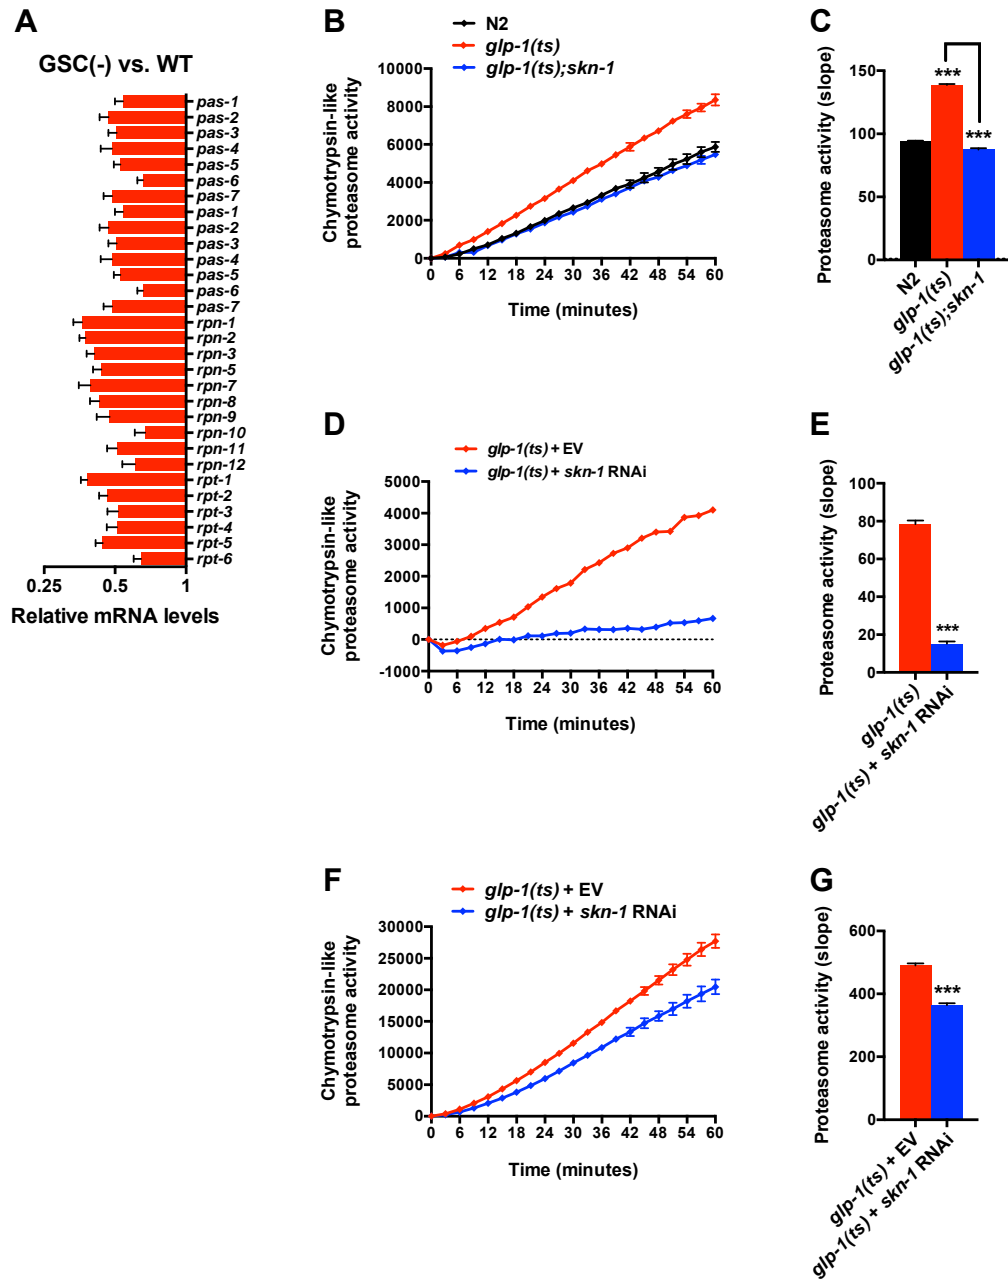 A
GSC(-) vs. WT
pas-1
pas-2
pas-3
pas-4
pas-5
pas-6
pas-7
pas-1
pas-2
pas-3
pas-4
pas-5
pas-6
pas-7
rpn-1
rpn-2
rpn-3
rpn-5
rpn-7
rpn-8
rpn-9
rpn-10
rpn-11
rpn-12
rpt-1
rpt-2
rpt-3
rpt-4
rpt-5
rpt-6
0.25 0.5 1
Relative mRNA levels
B
N2
glp-1(ts)
glp-1(ts);skn-1
Chymotrypsin-like
proteasome activity
10000
8000
6000
4000
2000
0
0 6 12 18 24 30 36 42 48 54 60
Time (minutes)
C
Proteasome activity (slope)
150
100
50
0
***
***
N2
glp-1(ts)
glp-1(ts);skn-1
D
glp-1(ts) + EV
glp-1(ts) + skn-1 RNAi
Chymotrypsin-like
proteasome activity
5000
4000
3000
2000
1000
0
-1000
0 6 12 18 24 30 36 42 48 54 60
Time (minutes)
E
Proteasome activity (slope)
100
80
60
40
20
0
***
glp-1(ts)
glp-1(ts) + skn-1 RNAi
F
glp-1(ts) + EV
glp-1(ts) + skn-1 RNAi
Chymotrypsin-like
proteasome activity
30000
25000
20000
15000
10000
5000
0
0 6 12 18 24 30 36 42 48 54 60
Time (minutes)
G
Proteasome activity (slope)
600
400
200
0
***
glp-1(ts) + EV
glp-1(ts) + skn-1 RNAi